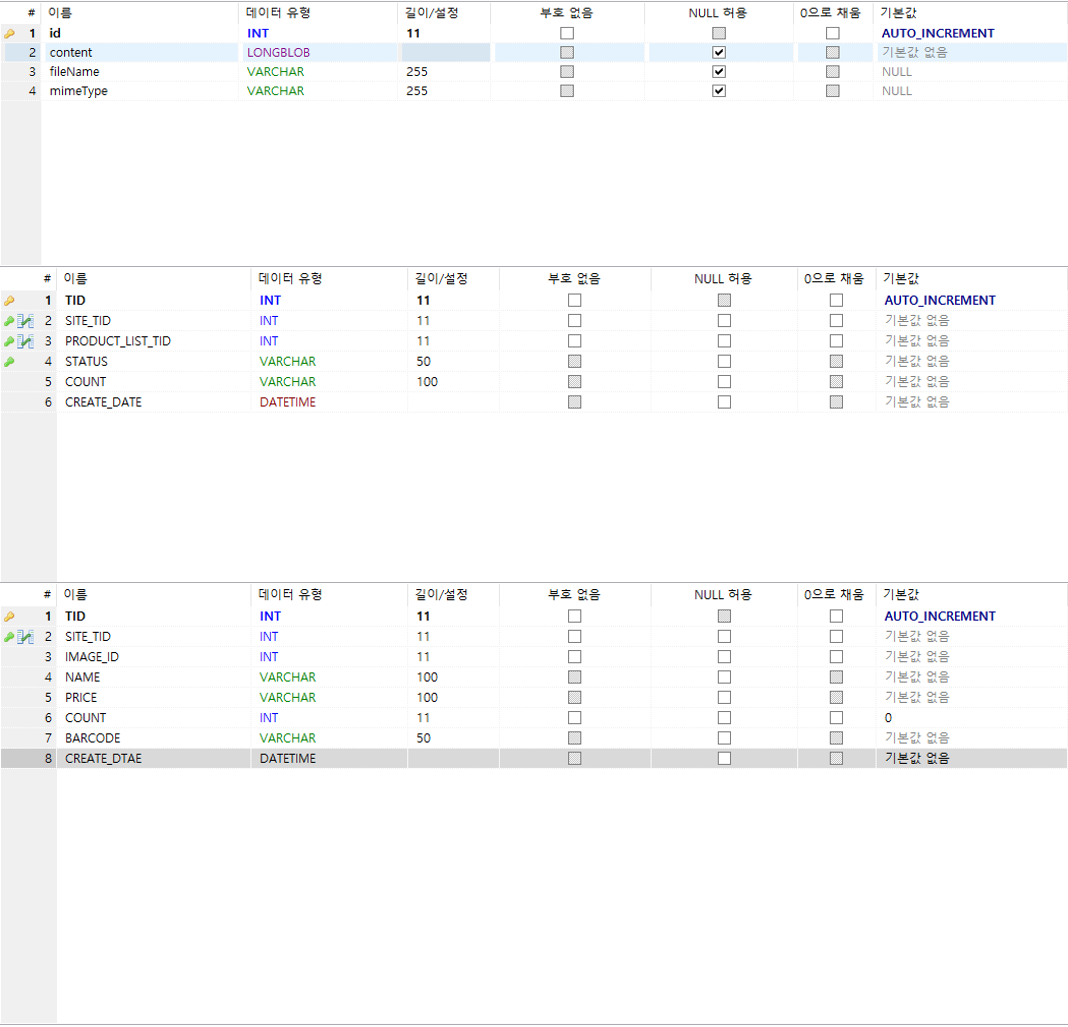 # 이름 데이터 유형 길이/설정 부호 없음 NULL 허용 0으로 채움 기본값
1 id INT 11 AUTO_INCREMENT
2 content LONGBLOB 기본값 없음
3 fileName VARCHAR 255 NULL
4 mimeType VARCHAR 255 NULL
# 이름 데이터 유형 길이/설정 부호 없음 NULL 허용 0으로 채움 기본값
1 TID INT 11 AUTO_INCREMENT
2 SITE_TID INT 11 기본값 없음
3 PRODUCT_LIST_TID INT 11 기본값 없음
4 STATUS VARCHAR 50 기본값 없음
5 COUNT VARCHAR 100 기본값 없음
6 CREATE_DATE DATETIME 기본값 없음
# 이름 데이터 유형 길이/설정 부호 없음 NULL 허용 0으로 채움 기본값
1 TID INT 11 AUTO_INCREMENT
2 SITE_TID INT 11 기본값 없음
3 IMAGE_ID INT 11 기본값 없음
4 NAME VARCHAR 100 기본값 없음
5 PRICE VARCHAR 100 기본값 없음
6 COUNT INT 11 0
7 BARCODE VARCHAR 50 기본값 없음
8 CREATE_DTAE DATETIME 기본값 없음